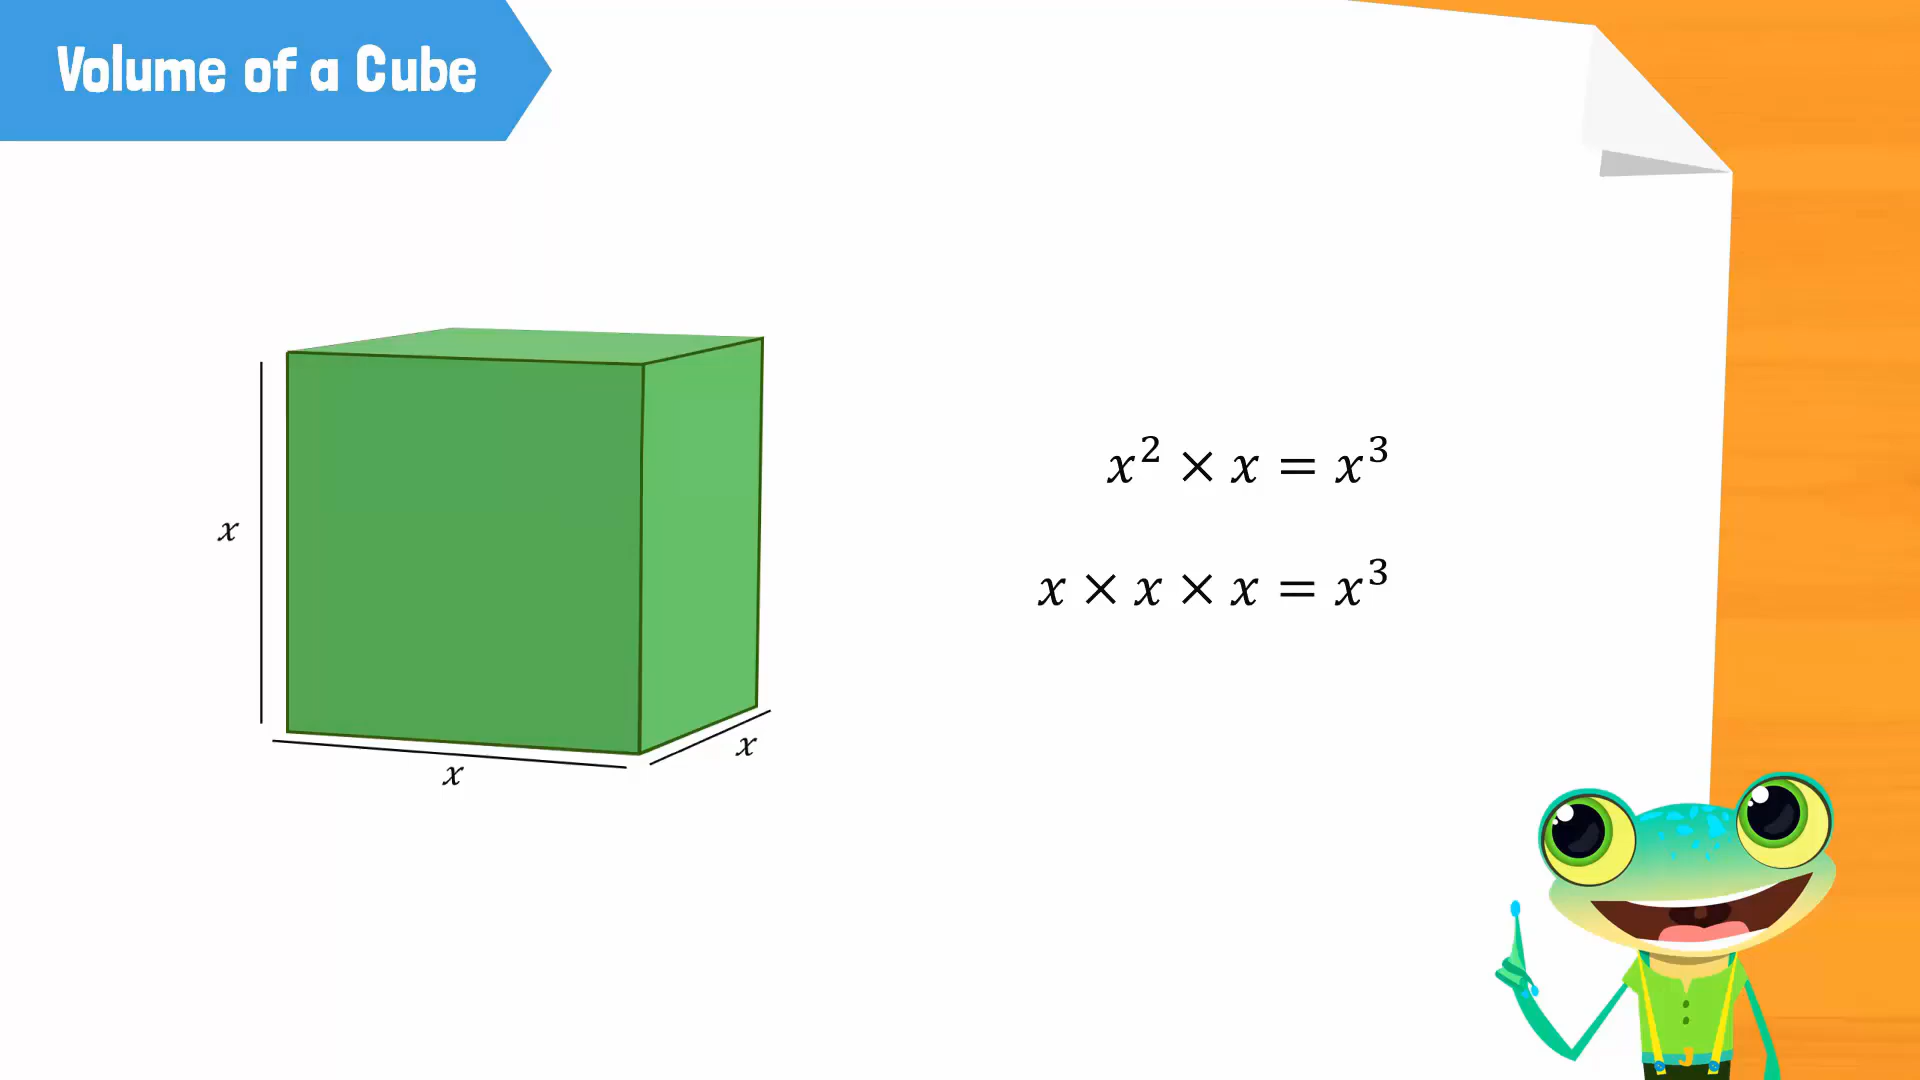 Volume of a Cube
x² × x = x³
x × x × x = x³
x
x
x